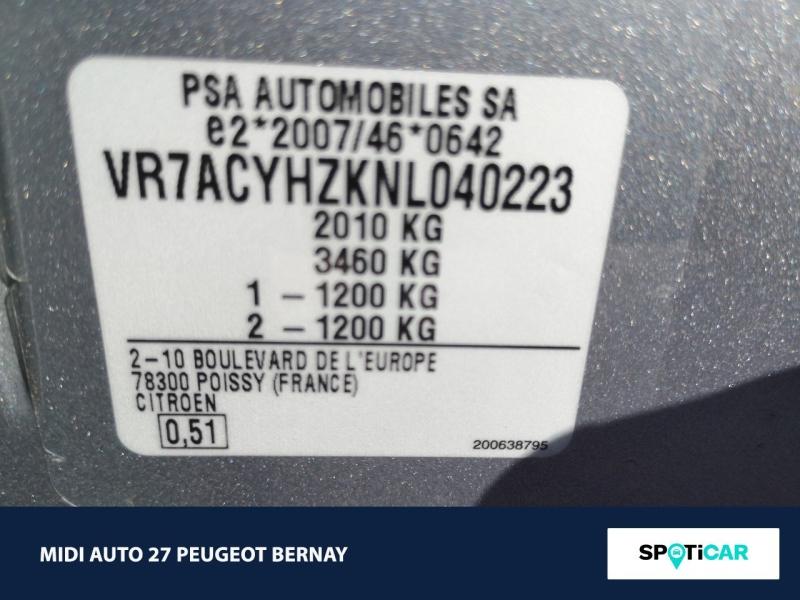 PSA AUTOMOBILES SA
e2*2007/46*0642
VR7ACYHZKNL040223
2010 KG
3460 KG
1 – 1200 KG
2 – 1200 KG
2–10 BOULEVARD DE L'EUROPE
78300 POISSY (FRANCE)
CITROEN
0,51
200638795
MIDI AUTO 27 PEUGEOT BERNAY
SPOTiCAR